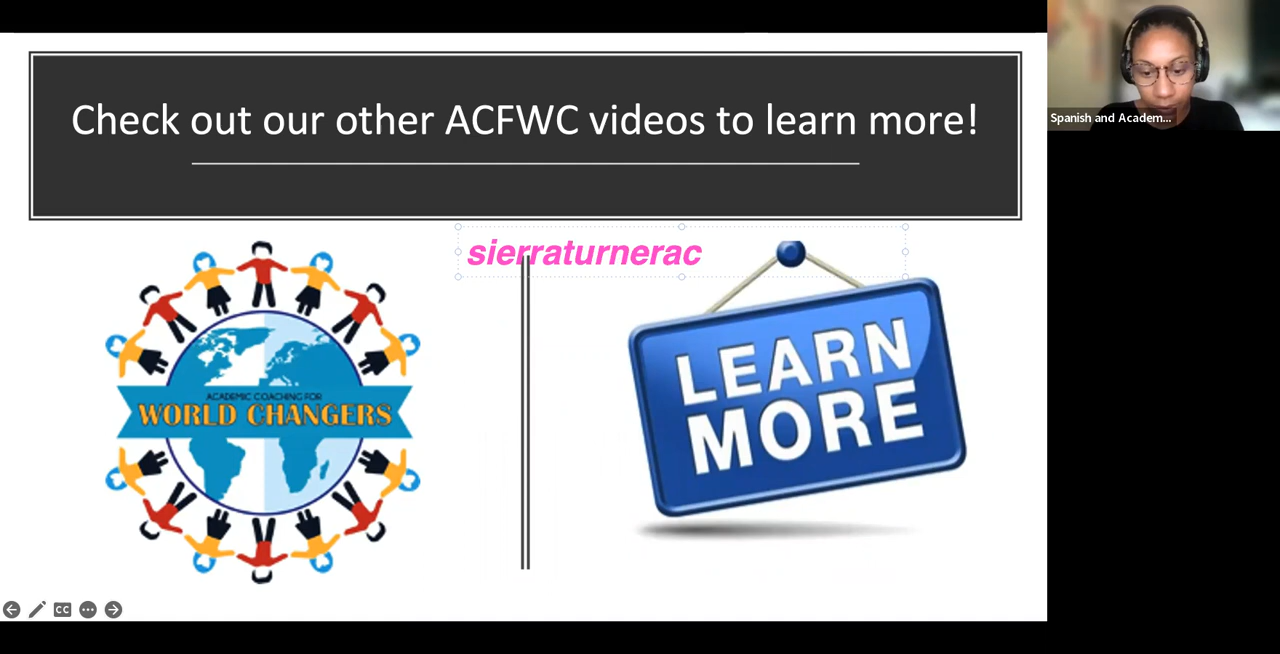 Check out our other ACFWC videos to learn more!
sierraturnerac
ACADEMIC COACHING FOR
WORLD CHANGERS
LEARN
MORE
CC
Spanish and Academ...